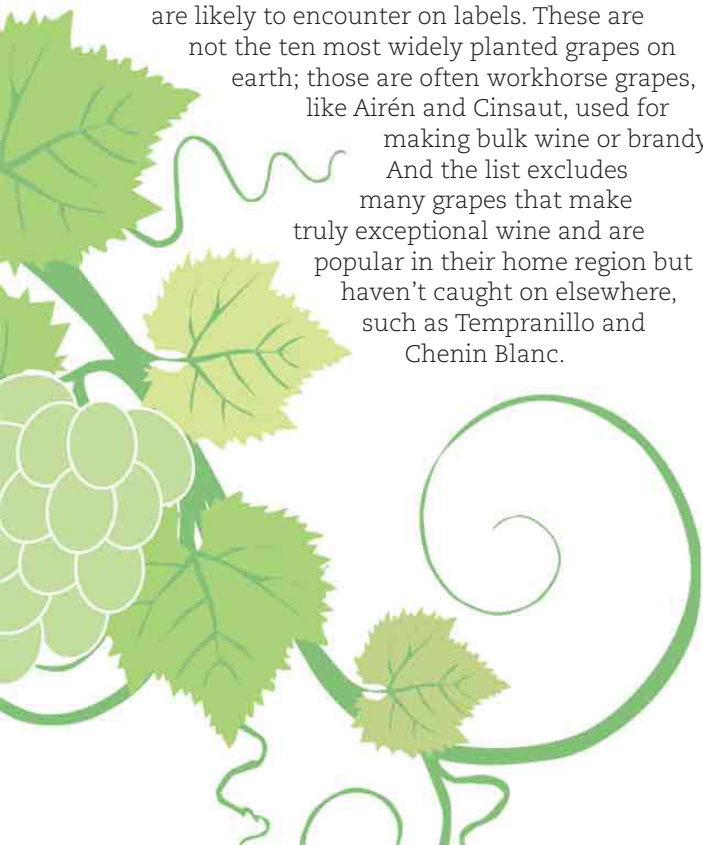 are likely to encounter on labels. These are
not the ten most widely planted grapes on
earth; those are often workhorse grapes,
like Airén and Cinsaut, used for
making bulk wine or brandy
And the list excludes
many grapes that make
truly exceptional wine and are
popular in their home region but
haven’t caught on elsewhere,
such as Tempranillo and
Chenin Blanc.